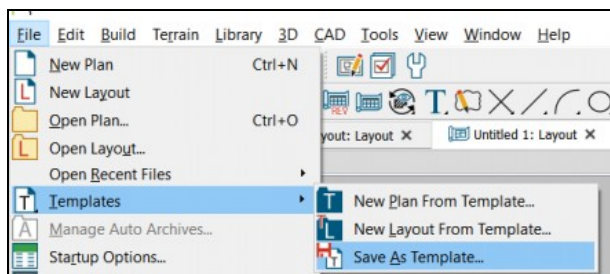 File Edit Build Terrain Library 3D CAD Tools View Window Help
New Plan Ctrl+N
New Layout
Open Plan... Ctrl+O
Open Layout...
Open Recent Files
Templates
Manage Auto Archives...
Startup Options...
REV
T
yout: Layout × Untitled 1: Layout ×
New Plan From Template...
New Layout From Template...
Save As Template...